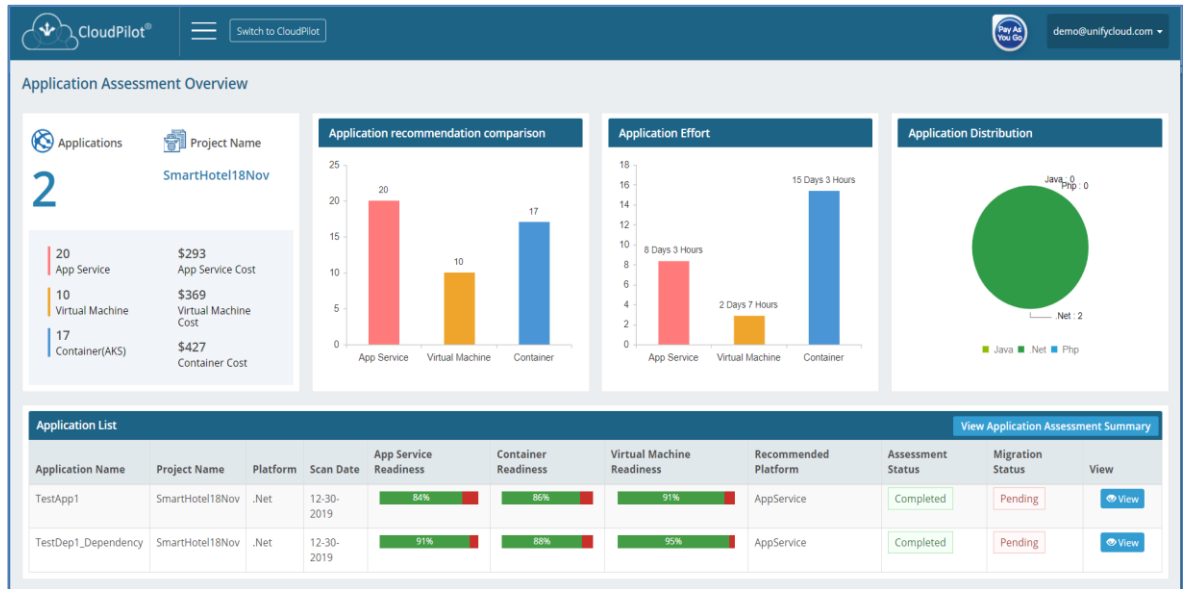 CloudPilot®
Switch to CloudPilot
Pay As
You Go
demo@unifycloud.com
Application Assessment Overview
Applications
Project Name
2
SmartHotel18Nov
20
App Service
$293
App Service Cost
10
Virtual Machine
$369
Virtual Machine
Cost
17
Container(AKS)
$427
Container Cost
Application recommendation comparison
25
20
15
10
5
0
20
10
17
App Service
Virtual Machine
Container
Application Effort
18
16
14
12
10
8
6
4
2
0
8 Days 3 Hours
2 Days 7 Hours
15 Days 3 Hours
App Service
Virtual Machine
Container
Application Distribution
Java : 0
Php : 0
.Net : 2
Java .Net Php
Application List
View Application Assessment Summary
Application Name Project Name Platform Scan Date App Service Readiness Container Readiness Virtual Machine Readiness Recommended Platform Assessment Status Migration Status View
TestApp1 SmartHotel18Nov .Net 12-30-2019 84% 86% 91% AppService Completed Pending View
TestDep1_Dependency SmartHotel18Nov .Net 12-30-2019 91% 88% 95% AppService Completed Pending View